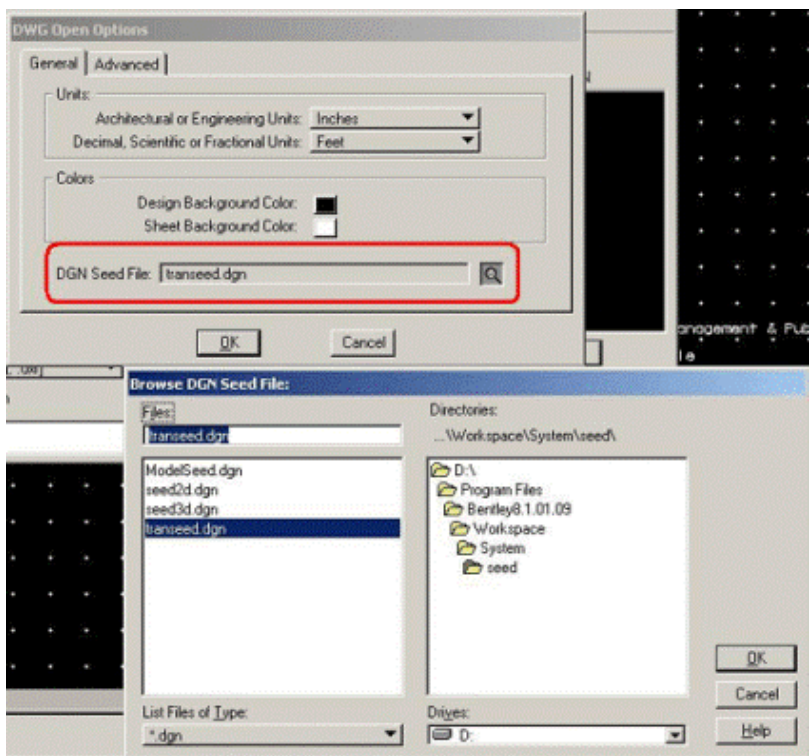 DWG Open Options
General Advanced
Units:
Architectural or Engineering Units: Inches
Decimal, Scientific or Fractional Units: Feet
Colors
Design Background Color:
Sheet Background Color:
DGN Seed File: transeed.dgn
OK Cancel
anagement & Pub
le
Browse DGN Seed File:
Files: Directories:
transeed.dgn ...\Workspace\System\seed\
ModelSeed.dgn
seed2d.dgn
seed3d.dgn
transeed.dgn
D:\
Program Files
Bentley8.1.01.09
Workspace
System
seed
OK
Cancel
Help
List Files of Type: Drives:
*.dgn D: